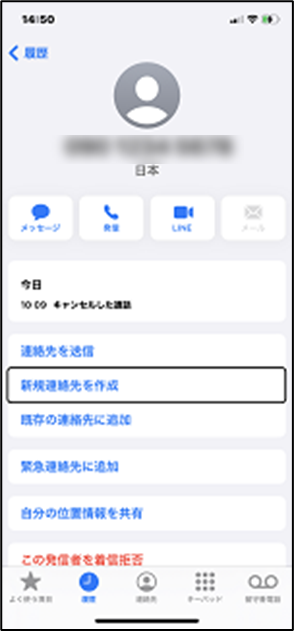 14:50
履歴
日本
メッセージ
発信
LINE
メール
今日
10:09 キャンセルした通話
連絡先を送信
新規連絡先を作成
既存の連絡先に追加
緊急連絡先に追加
自分の位置情報を共有
この発信者を着信拒否
よく使う項目
履歴
連絡先
キーパッド
留守番電話